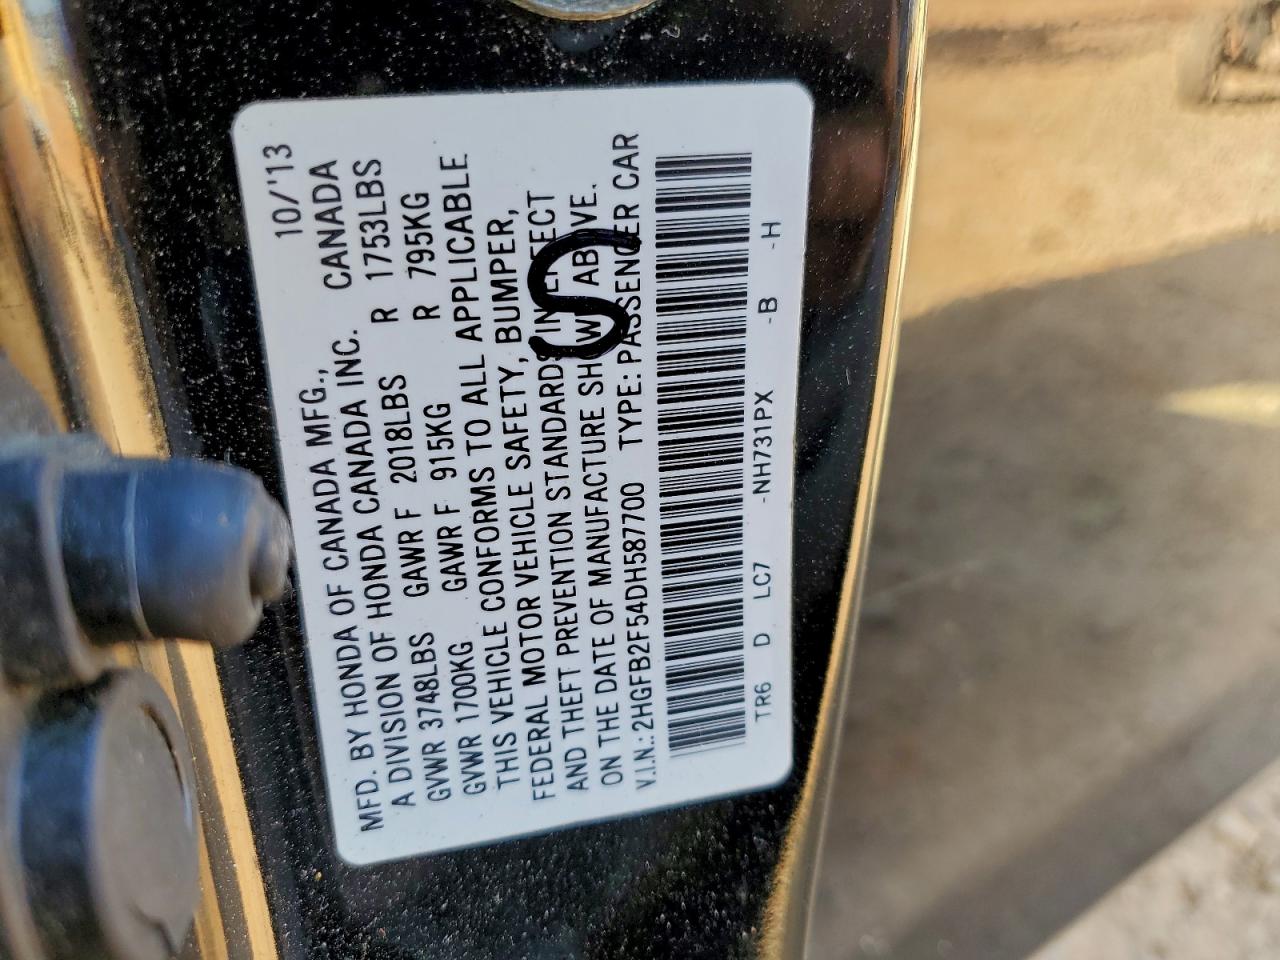 10/'13
MFD. BY HONDA OF CANADA MFG., CANADA
A DIVISION OF HONDA CANADA INC.
GVWR 3748LBS GAWR F 2018LBS R 1753LBS
GVWR 1700KG GAWR F 915KG R 795KG
THIS VEHICLE CONFORMS TO ALL APPLICABLE
FEDERAL MOTOR VEHICLE SAFETY, BUMPER,
AND THEFT PREVENTION STANDARDS IN EFFECT
ON THE DATE OF MANUFACTURE SHOWN ABOVE.
V.I.N.: 2HGFB2F54DH587700 TYPE: PASSENGER CAR
TR6 D LC7 -NH731PX -B -H
S